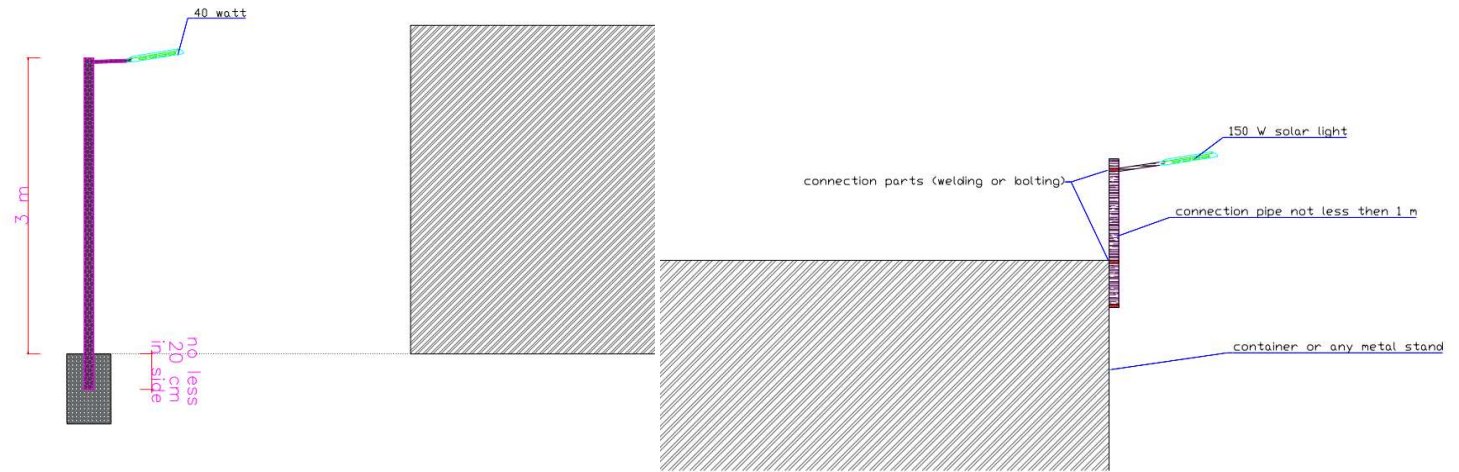 40 watt
3 m
no less
20 cm
in side
150 W solar light
connection parts (welding or bolting)
connection pipe not less then 1 m
container or any metal stand